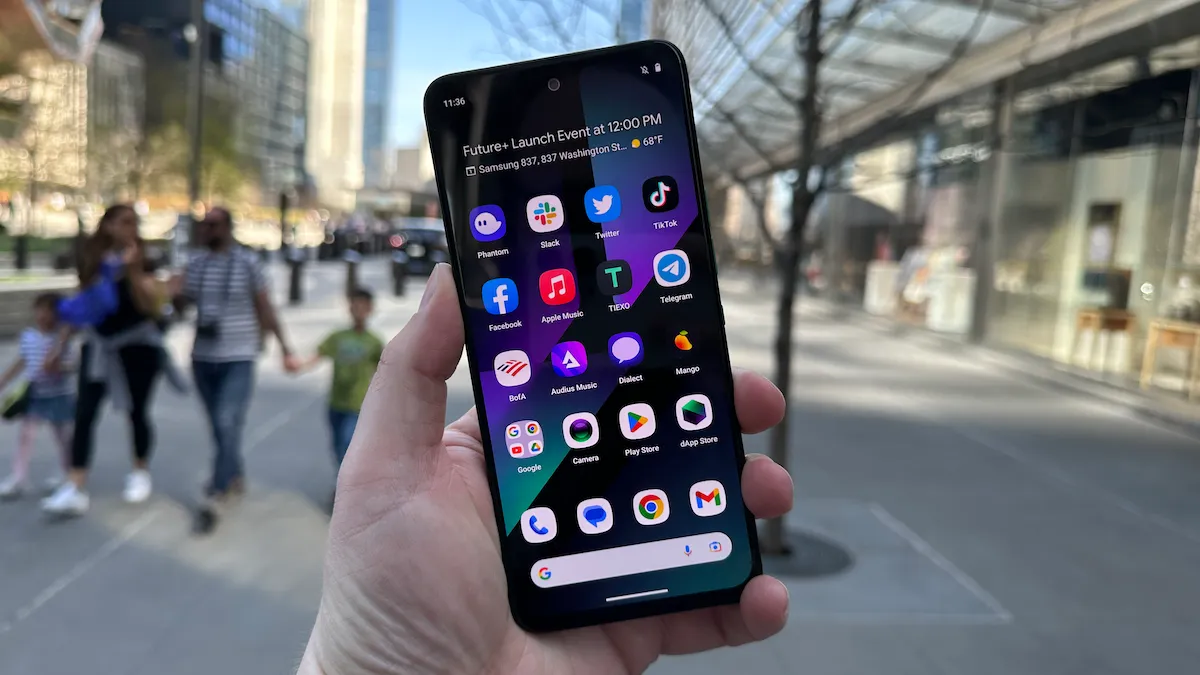 11:36
Future+ Launch Event at 12:00 PM
Samsung 837, 837 Washington St... 68°F
Phantom
Slack
Twitter
TikTok
Facebook
Apple Music
TIEXO
Telegram
BofA
Audius Music
Dialect
Mango
Google
Camera
Play Store
dApp Store